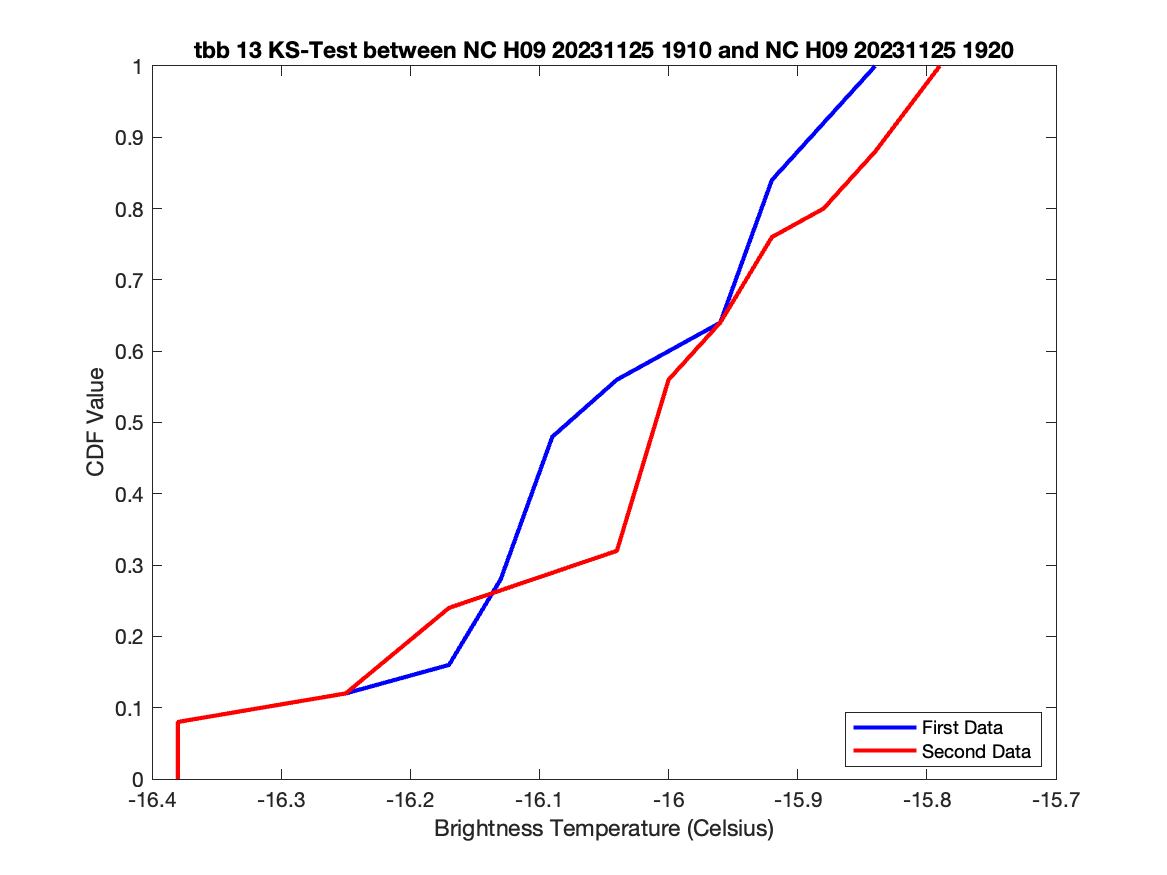 tbb 13 KS-Test between NC H09 20231125 1910 and NC H09 20231125 1920
1
0.9
0.8
0.7
0.6
0.5
0.4
0.3
0.2
0.1
0
CDF Value
First Data
Second Data
-16.4 -16.3 -16.2 -16.1 -16 -15.9 -15.8 -15.7
Brightness Temperature (Celsius)